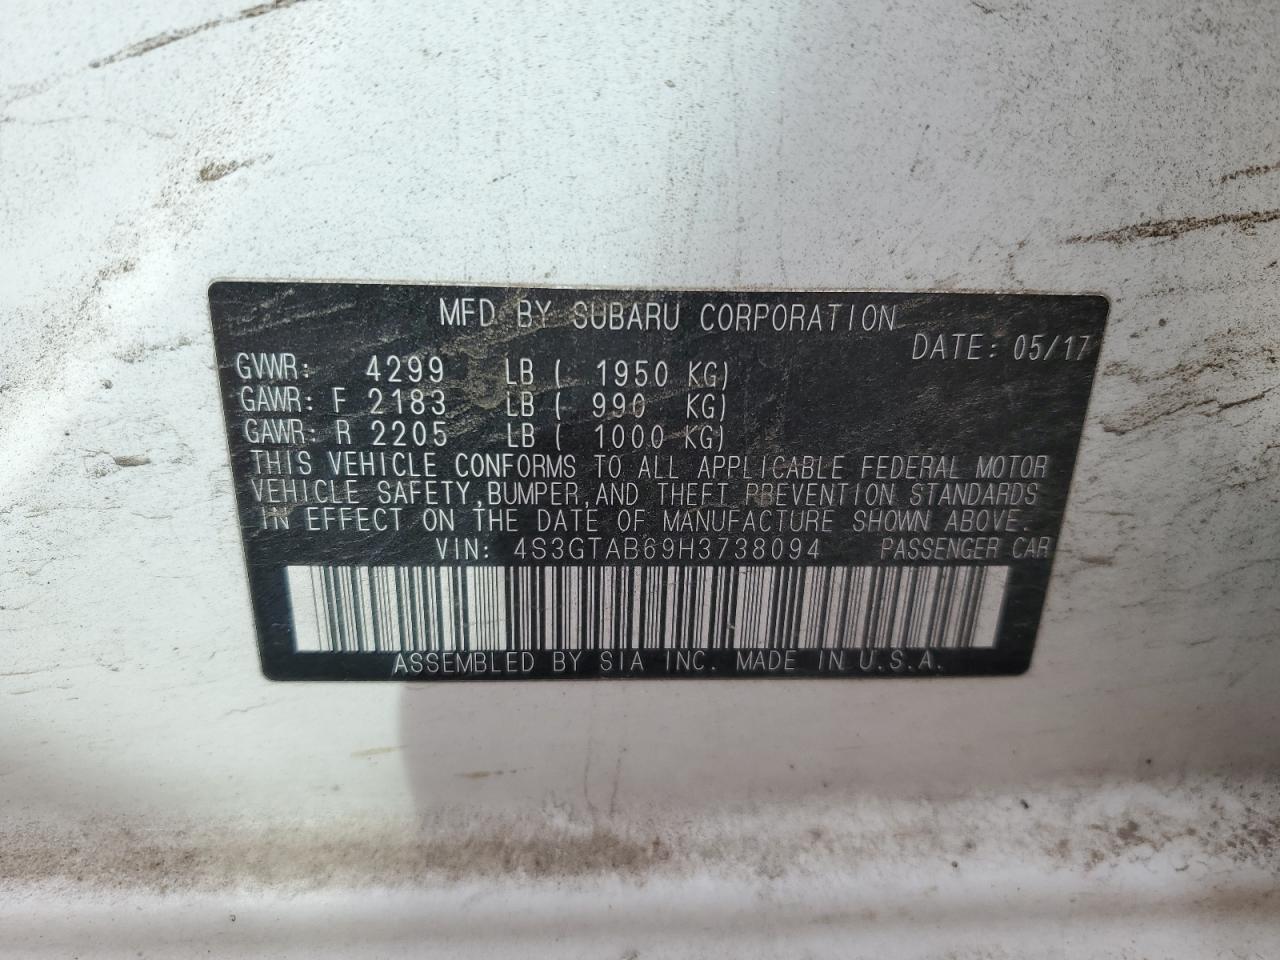 MFD BY SUBARU CORPORATION
DATE: 05/17
GVWR: 4299 LB ( 1950 KG)
GAWR: F 2183 LB ( 990 KG)
GAWR: R 2205 LB ( 1000 KG)
THIS VEHICLE CONFORMS TO ALL APPLICABLE FEDERAL MOTOR
VEHICLE SAFETY, BUMPER, AND THEFT PREVENTION STANDARDS
IN EFFECT ON THE DATE OF MANUFACTURE SHOWN ABOVE.
VIN: 4S3GTAB69H3738094 PASSENGER CAR
ASSEMBLED BY SIA INC. MADE IN U.S.A.